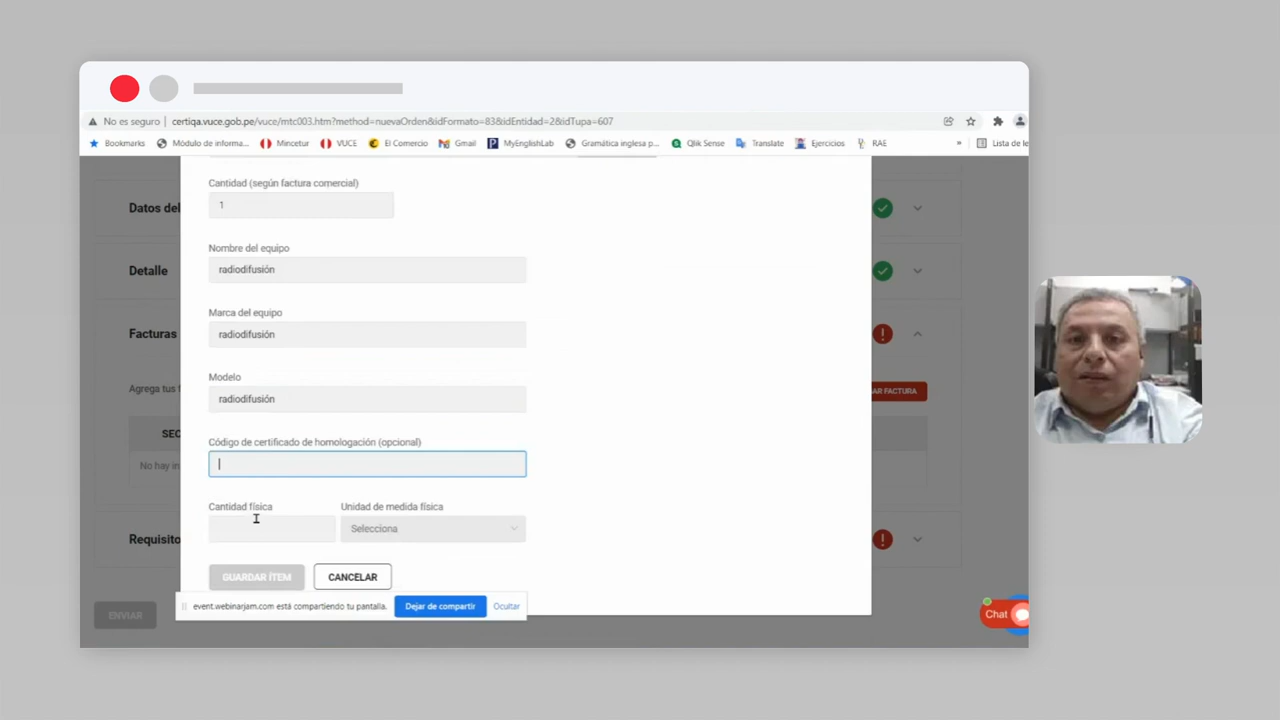 No es seguro | certiqa.vuce.gob.pe/vuce/mtc003.htm?method=nuevaOrden&idFormato=83&idEntidad=2&idTupa=607
Bookmarks Módulo de informa... Mincetur VUCE El Comercio Gmail MyEnglishLab Gramática inglesa p... Qlik Sense Translate Ejercicios RAE » Lista de le
Cantidad (según factura comercial)
1
Datos del
Nombre del equipo
radiodifusión
Detalle
Marca del equipo
radiodifusión
Facturas
Modelo
radiodifusión
Agrega tus f
AR FACTURA
Código de certificado de homologación (opcional)
SEC
No hay in
Cantidad física Unidad de medida física
Selecciona
Requisito
GUARDAR ÍTEM CANCELAR
event.webinarjam.com está compartiendo tu pantalla. Dejar de compartir Ocultar
ENVIAR
Chat